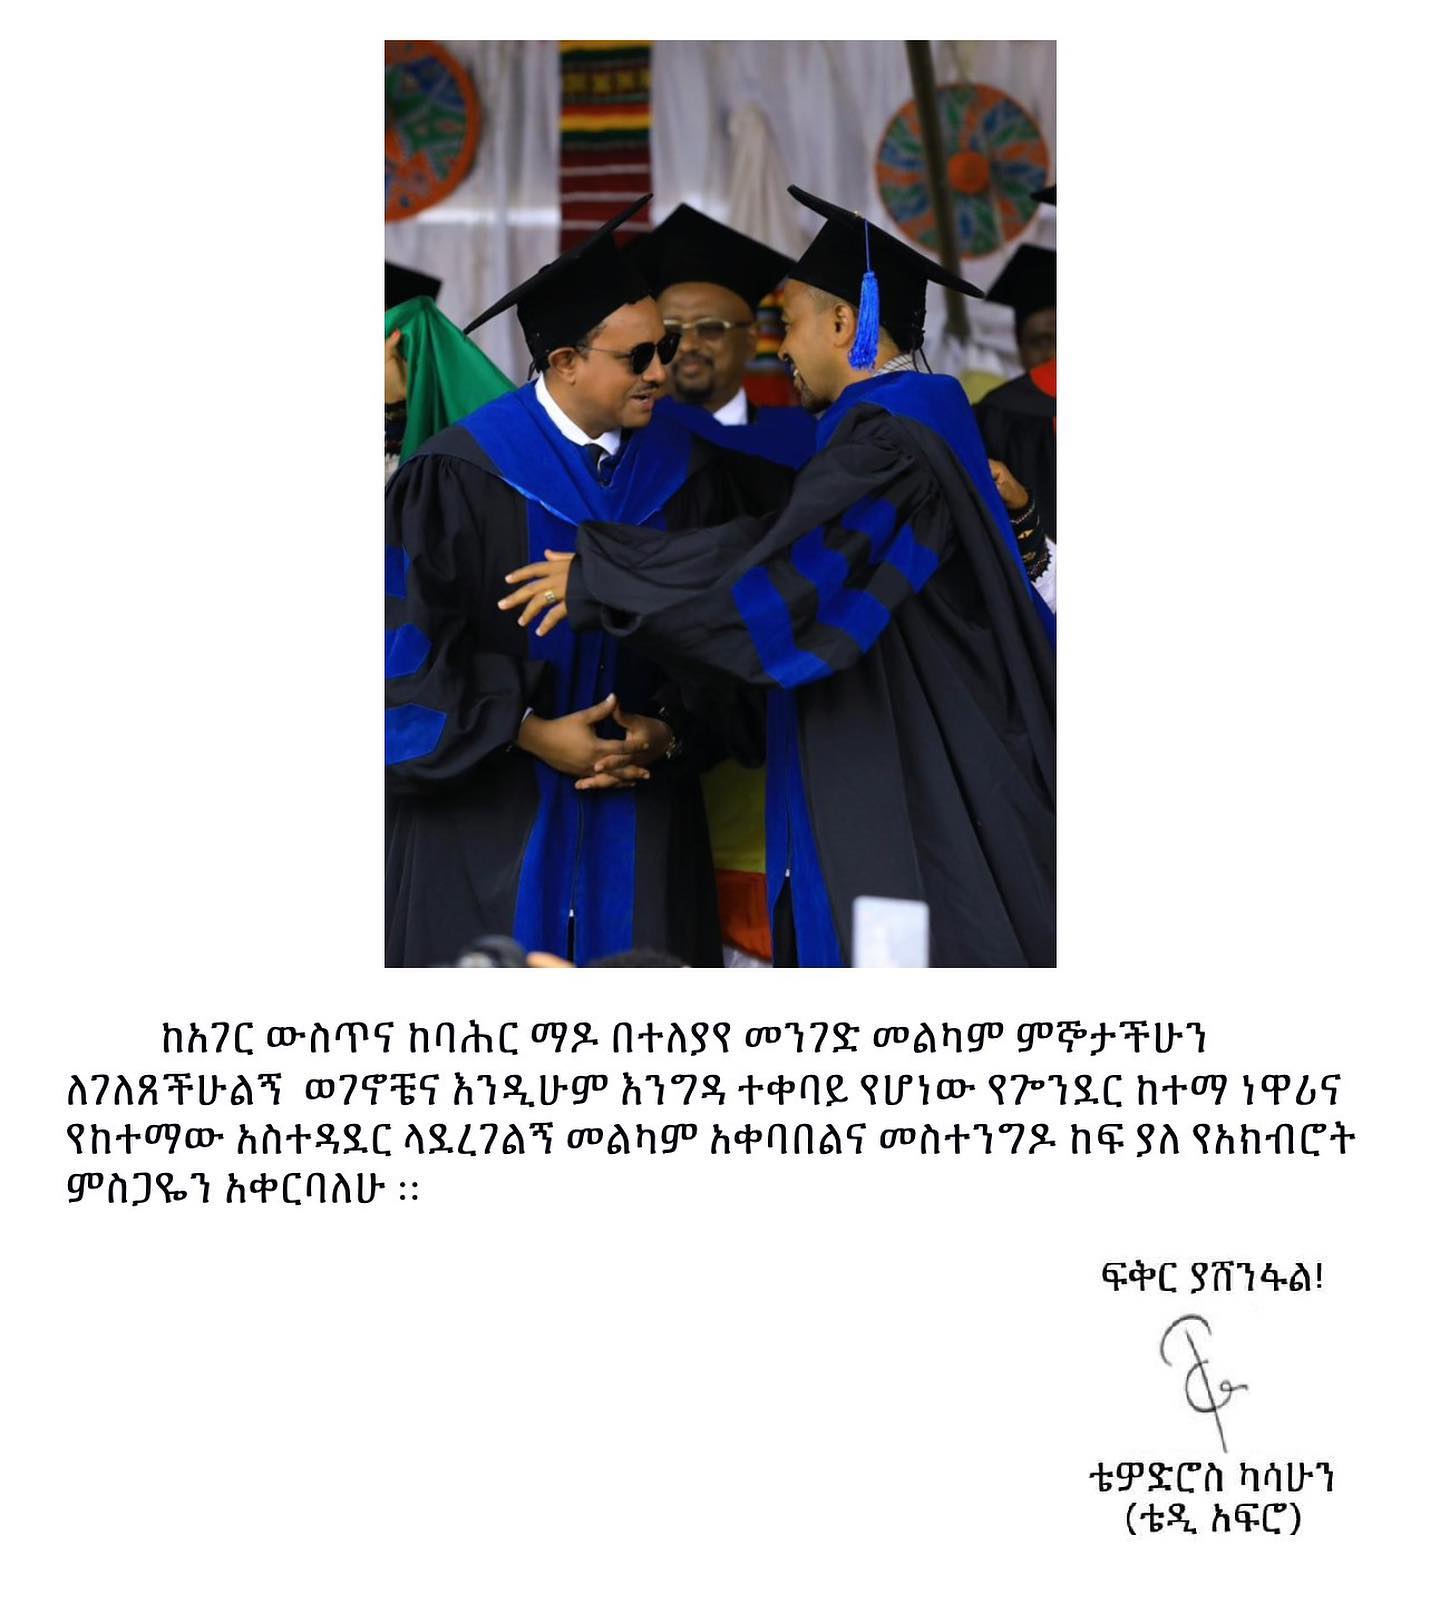 ከአገር ውስጥና ከባሕር ማዶ በተለያየ መንገድ መልካም ምኞታችሁን
ለገለጸችሁልኝ ወገኖቼና እንዲሁም እንግዳ ተቀባይ የሆነው የጐንደር ከተማ ነዋሪና
የከተማው አስተዳደር ላደረገልኝ መልካም አቀባበልና መስተንግዶ ከፍ ያለ የአክብሮት
ምስጋዬን አቀርባለሁ ፡፡
ፍቅር ያሸንፋል!
ቴዎድሮስ ካሳሁን
(ቴዲ አፍሮ)